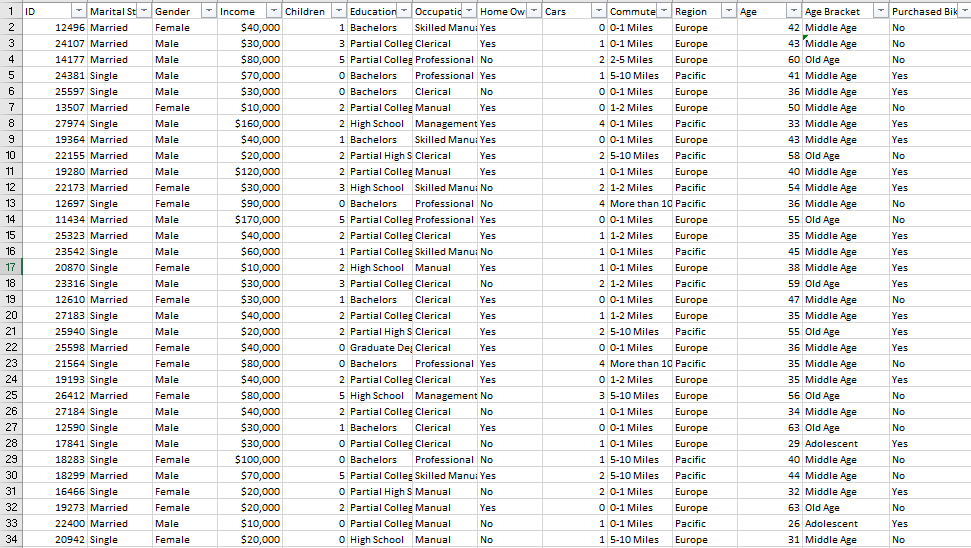 1 ID Marital St Gender Income Children Education Occupatic Home Ow Cars Commute Region Age Age Bracket Purchased Bik
2 12496 Married Female $40,000 1 Bachelors Skilled Manu Yes 0 0-1 Miles Europe 42 Middle Age No
3 24107 Married Male $30,000 3 Partial Colleg Clerical Yes 1 0-1 Miles Europe 43 Middle Age No
4 14177 Married Male $80,000 5 Partial Colleg Professional No 2 2-5 Miles Europe 60 Old Age No
5 24381 Single Male $70,000 0 Bachelors Professional Yes 1 5-10 Miles Pacific 41 Middle Age Yes
6 25597 Single Male $30,000 0 Bachelors Clerical No 0 0-1 Miles Europe 36 Middle Age Yes
7 13507 Married Female $10,000 2 Partial Colleg Manual Yes 0 1-2 Miles Europe 50 Middle Age No
8 27974 Single Male $160,000 2 High School Management Yes 4 0-1 Miles Pacific 33 Middle Age Yes
9 19364 Married Male $40,000 1 Bachelors Skilled Manu Yes 0 0-1 Miles Europe 43 Middle Age Yes
10 22155 Married Male $20,000 2 Partial High S Clerical Yes 2 5-10 Miles Pacific 58 Old Age No
11 19280 Married Male $120,000 2 Partial Colleg Manual Yes 1 0-1 Miles Europe 40 Middle Age Yes
12 22173 Married Female $30,000 3 High School Skilled Manu No 2 1-2 Miles Pacific 54 Middle Age Yes
13 12697 Single Female $90,000 0 Bachelors Professional No 4 More than 10 Pacific 36 Middle Age No
14 11434 Married Male $170,000 5 Partial Colleg Professional Yes 0 0-1 Miles Europe 55 Old Age No
15 25323 Married Male $40,000 2 Partial Colleg Clerical Yes 1 1-2 Miles Europe 35 Middle Age Yes
16 23542 Single Male $60,000 1 Partial Colleg Skilled Manu No 1 0-1 Miles Pacific 45 Middle Age Yes
17 20870 Single Female $10,000 2 High School Manual Yes 1 0-1 Miles Europe 38 Middle Age Yes
18 23316 Single Male $30,000 3 Partial Colleg Clerical No 2 1-2 Miles Pacific 59 Old Age Yes
19 12610 Married Female $30,000 1 Bachelors Clerical Yes 0 0-1 Miles Europe 47 Middle Age No
20 27183 Single Male $40,000 2 Partial Colleg Clerical Yes 1 1-2 Miles Europe 35 Middle Age Yes
21 25940 Single Male $20,000 2 Partial High S Clerical Yes 2 5-10 Miles Pacific 55 Old Age Yes
22 25598 Married Female $40,000 0 Graduate Deg Clerical Yes 0 0-1 Miles Europe 36 Middle Age Yes
23 21564 Single Female $80,000 0 Bachelors Professional Yes 4 More than 10 Pacific 35 Middle Age No
24 19193 Single Male $40,000 2 Partial Colleg Clerical Yes 0 1-2 Miles Europe 35 Middle Age Yes
25 26412 Married Female $80,000 5 High School Management No 3 5-10 Miles Europe 56 Old Age No
26 27184 Single Male $40,000 2 Partial Colleg Clerical No 1 0-1 Miles Europe 34 Middle Age No
27 12590 Single Male $30,000 1 Bachelors Clerical Yes 0 0-1 Miles Europe 63 Old Age No
28 17841 Single Male $30,000 0 Partial Colleg Clerical No 1 0-1 Miles Europe 29 Adolescent Yes
29 18283 Single Female $100,000 0 Bachelors Professional No 1 5-10 Miles Pacific 40 Middle Age No
30 18299 Married Male $70,000 5 Partial Colleg Skilled Manu Yes 2 5-10 Miles Pacific 44 Middle Age No
31 16466 Single Female $20,000 0 Partial High S Manual No 2 0-1 Miles Europe 32 Middle Age Yes
32 19273 Married Female $20,000 2 Partial Colleg Manual Yes 0 0-1 Miles Europe 63 Old Age No
33 22400 Married Male $10,000 0 Partial Colleg Manual No 1 0-1 Miles Pacific 26 Adolescent Yes
34 20942 Single Female $20,000 0 High School Manual No 1 5-10 Miles Europe 31 Middle Age No